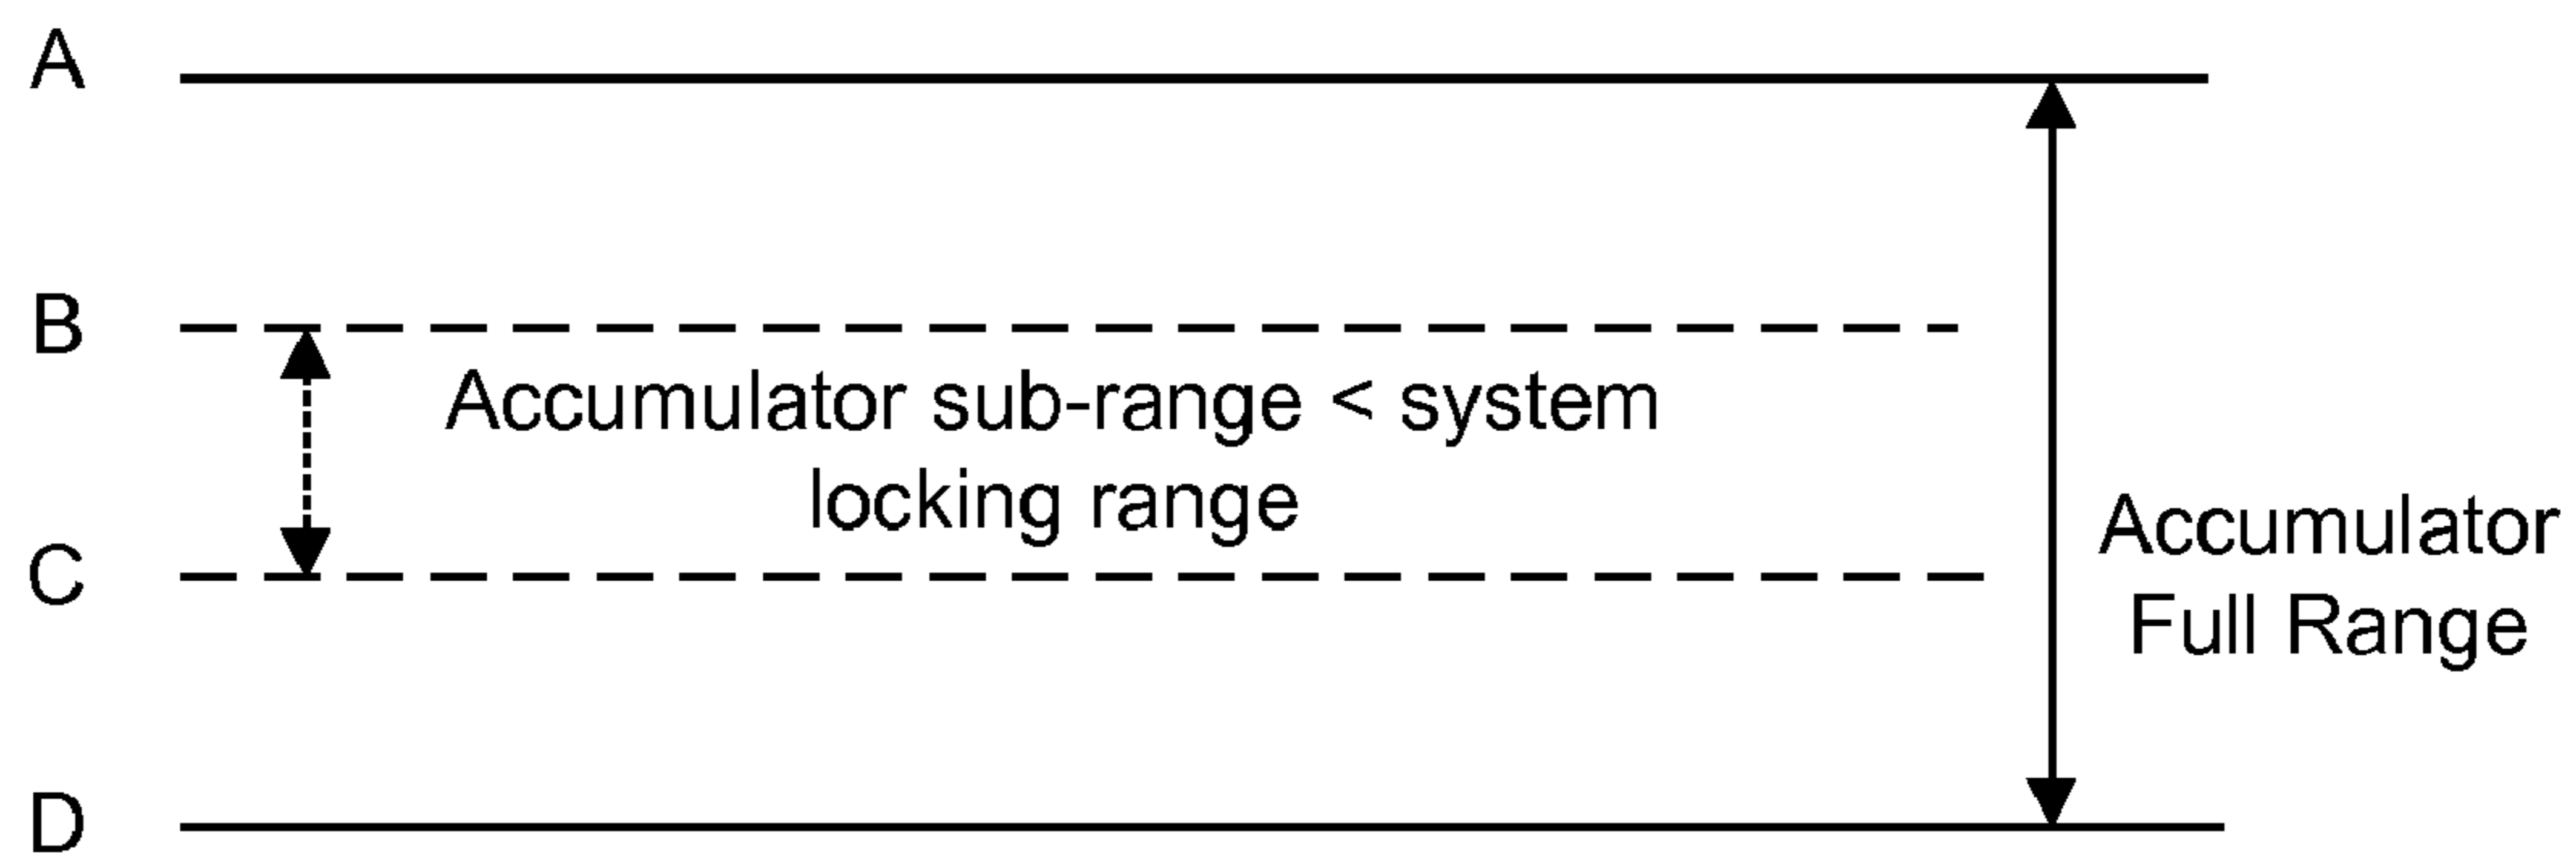 A
B
Accumulator sub-range < system
locking range
C
Accumulator
Full Range
D